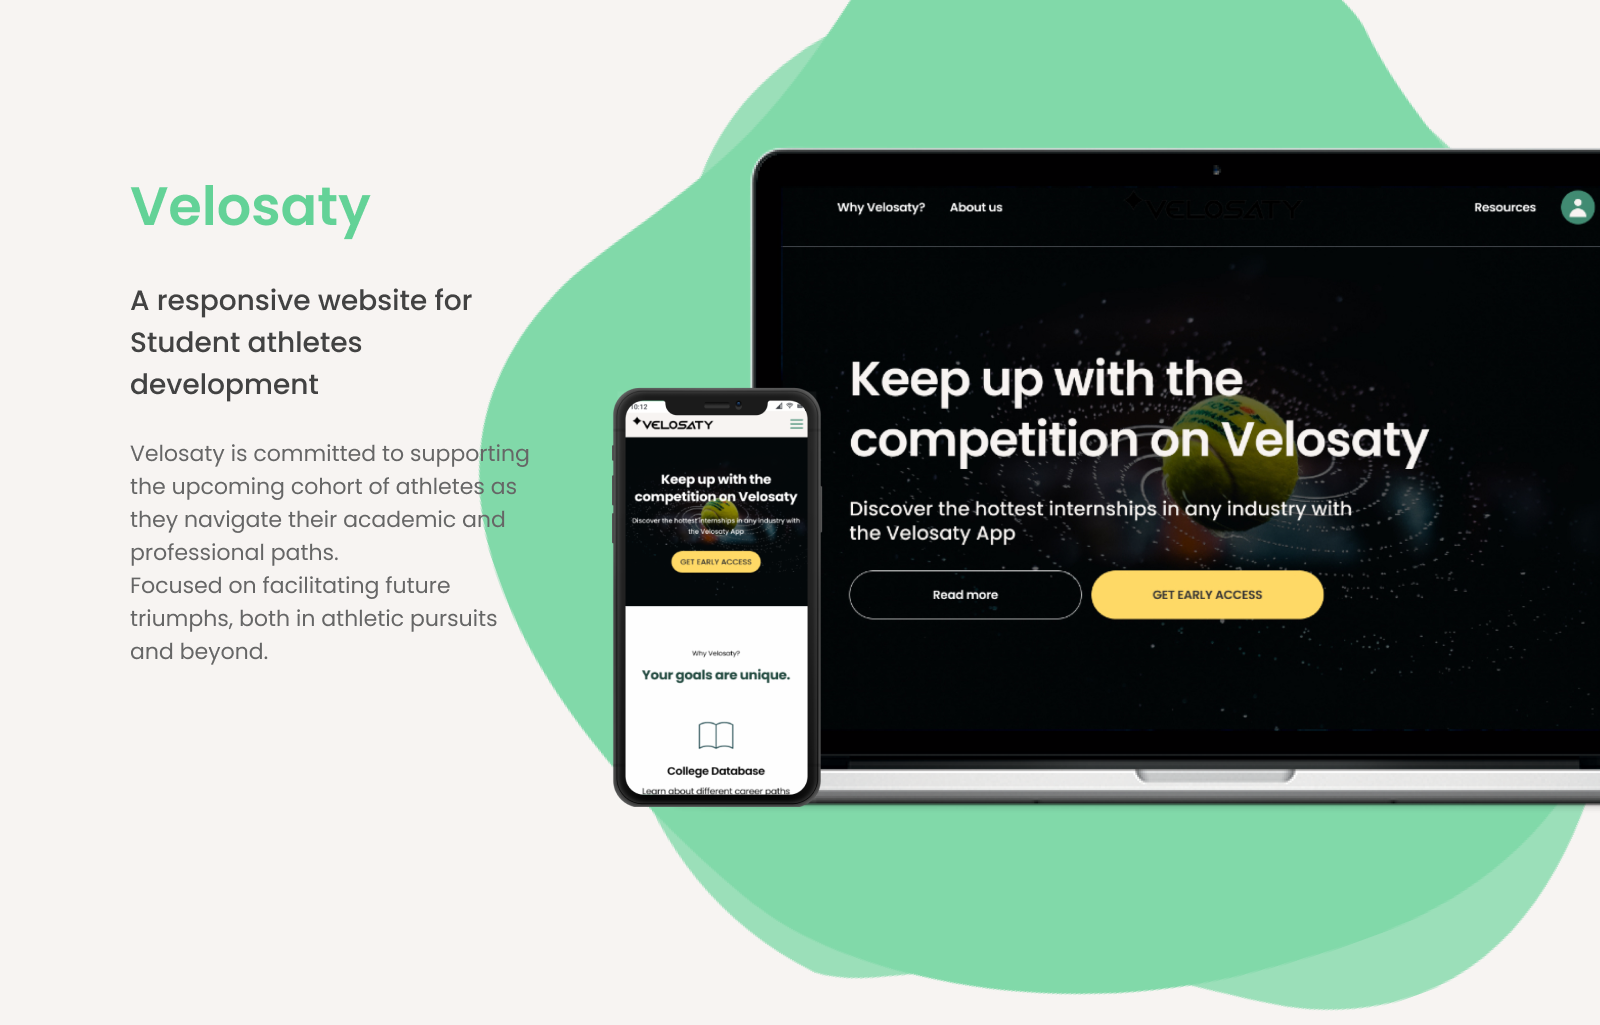 Velosaty
A responsive website for
Student athletes
development
Velosaty is committed to supporting
the upcoming cohort of athletes as
they navigate their academic and
professional paths.
Focused on facilitating future
triumphs, both in athletic pursuits
and beyond.
10:12
VELOSATY
Keep up with the
competition on Velosaty
Discover the hottest internships in any industry with
the Velosaty App
GET EARLY ACCESS
Why Velosaty?
Your goals are unique.
College Database
Learn about different career paths
Why Velosaty?
About us
VELOSATY
Resources
Keep up with the
competition on Velosaty
Discover the hottest internships in any industry with
the Velosaty App
Read more
GET EARLY ACCESS